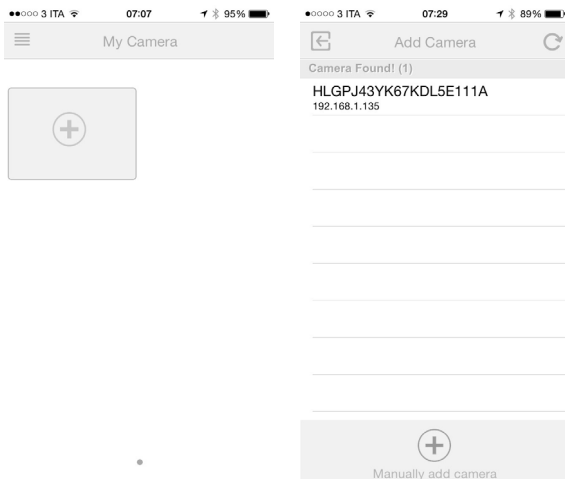 3 ITA 07:07 95%
My Camera
3 ITA 07:29 89%
Add Camera
Camera Found! (1)
HLGPJ43YK67KDL5E111A
192.168.1.135
Manually add camera